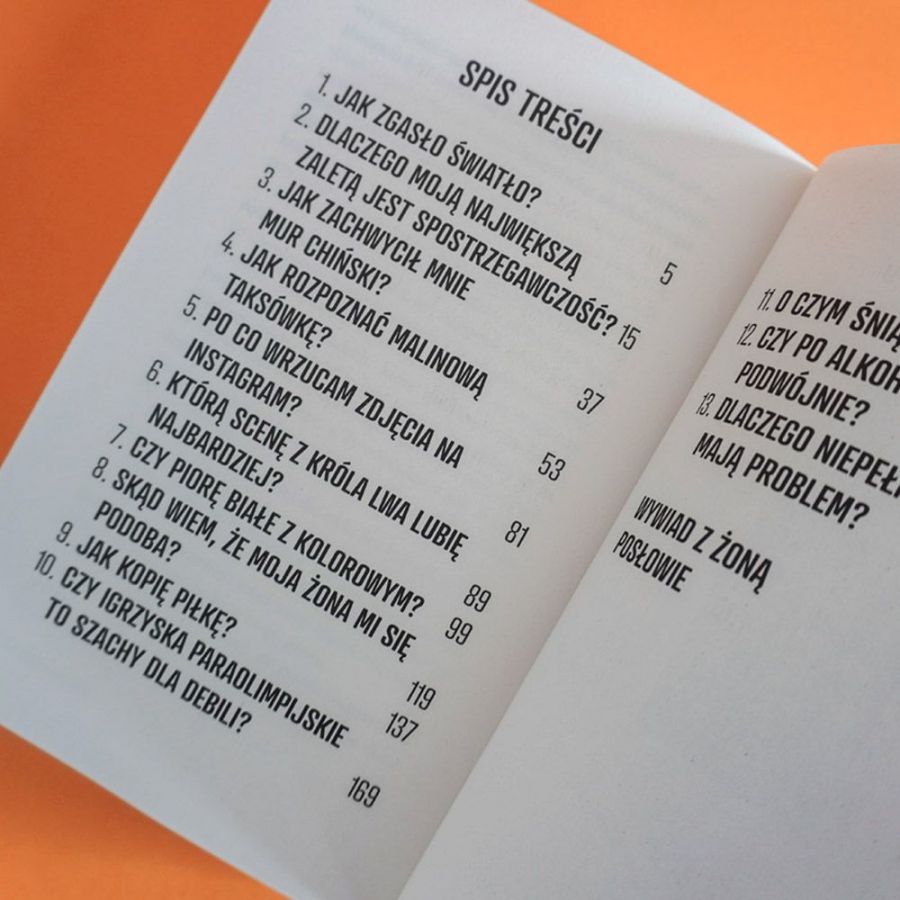 SPIS TREŚCI
1. JAK ZGASŁO ŚWIATŁO? 5
2. DLACZEGO MOJĄ NAJWIĘKSZĄ
ZALETĄ JEST SPOSTRZEGAWCZOŚĆ? 15
3. JAK ZACHWYCIŁ MNIE
MUR CHIŃSKI? 37
4. JAK ROZPOZNAĆ MALINOWĄ
TAKSÓWKĘ? 53
5. PO CO WRZUCAM ZDJĘCIA NA
INSTAGRAM? 81
6. KTÓRĄ SCENĘ Z KRÓLA LWA LUBIĘ
NAJBARDZIEJ? 89
7. CZY PIORĘ BIAŁE Z KOLOROWYM? 99
8. SKĄD WIEM, ŻE MOJA ŻONA MI SIĘ
PODOBA? 119
9. JAK KOPIĘ PIŁKĘ? 137
10. CZY IGRZYSKA PARAOLIMPIJSKIE
TO SZACHY DLA DEBILI? 169
11. O CZYM
12. CZY PO
PODWÓJNIE?
13. DLACZEGO
MAJĄ PROBLEM?
WYWIAD Z ŻONĄ
POSŁOWIE